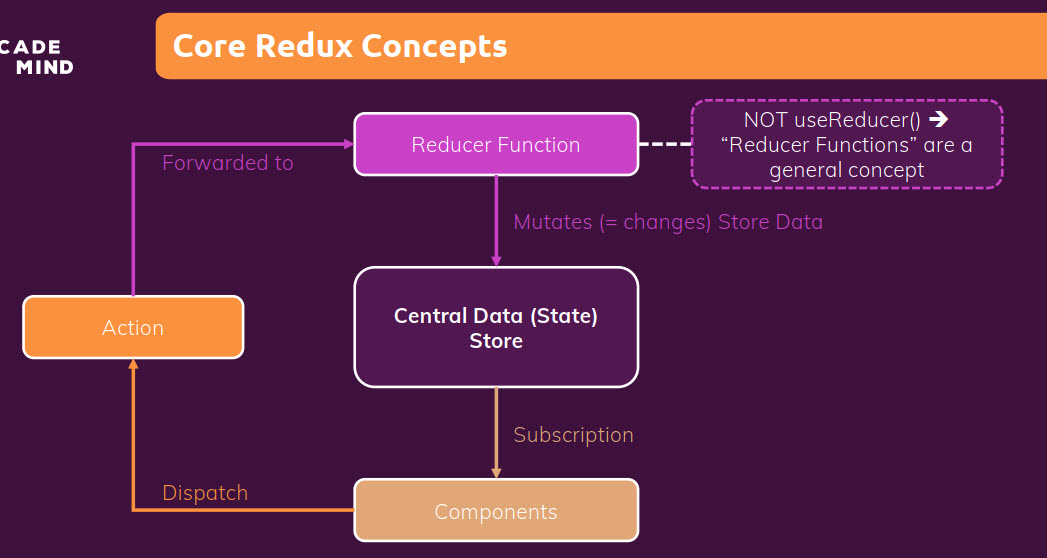 CADE
MIND
Core Redux Concepts
Reducer Function
NOT useReducer() ➔
“Reducer Functions” are a
general concept
Forwarded to
Mutates (= changes) Store Data
Central Data (State)
Store
Action
Subscription
Dispatch
Components